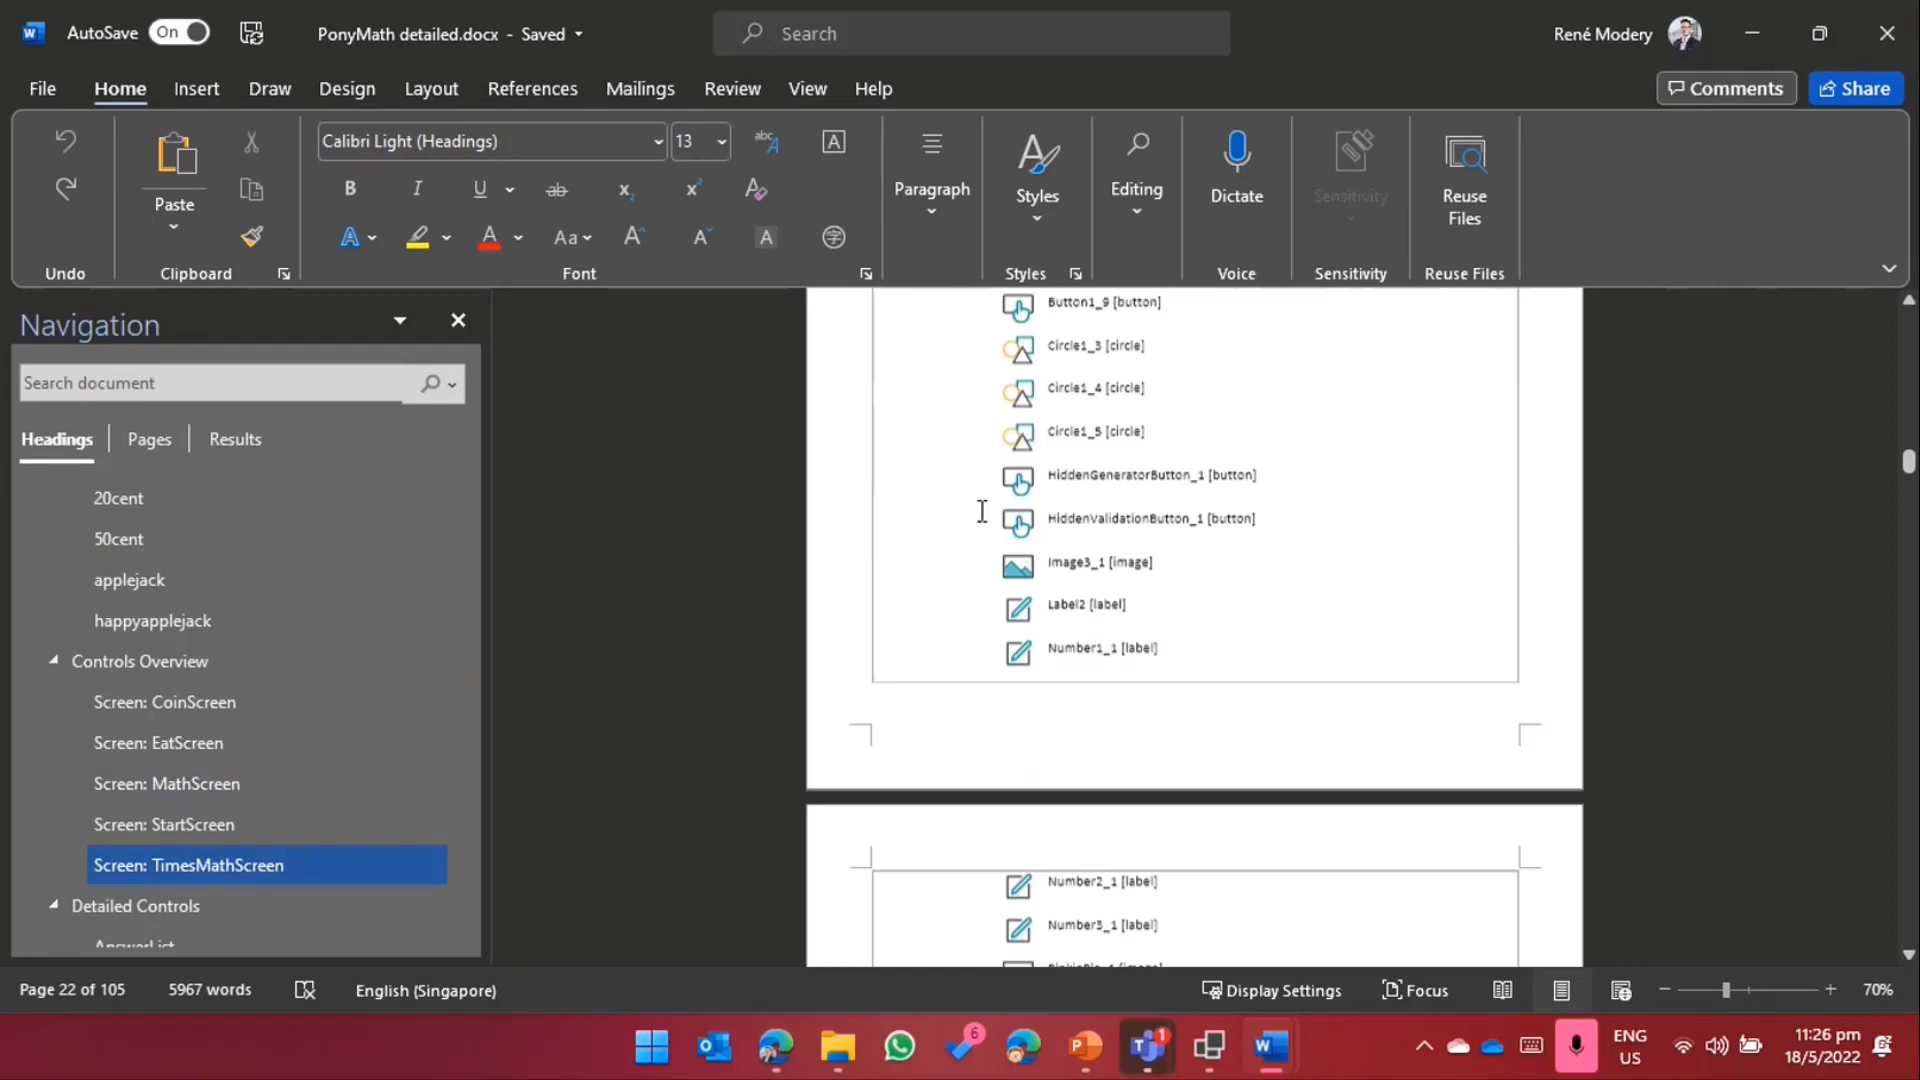 AutoSave On PonyMath detailed.docx - Saved Search René Modery
File Home Insert Draw Design Layout References Mailings Review View Help Comments Share
Paste
Calibri Light (Headings) 13
Paragraph
Styles
Editing
Dictate
Sensitivity
Reuse Files
Undo Clipboard Font Styles Voice Sensitivity Reuse Files
Navigation
Search document
Headings Pages Results
20cent
50cent
applejack
happyapplejack
Controls Overview
Screen: CoinScreen
Screen: EatScreen
Screen: MathScreen
Screen: StartScreen
Screen: TimesMathScreen
Detailed Controls
AnswerList
Button1_9 [button]
Circle1_3 [circle]
Circle1_4 [circle]
Circle1_5 [circle]
HiddenGeneratorButton_1 [button]
HiddenValidationButton_1 [button]
Image3_1 [image]
Label2 [label]
Number1_1 [label]
Number2_1 [label]
Number3_1 [label]
Page 22 of 105 5967 words English (Singapore) Display Settings Focus 70%
6 1 ENG US 11:26 pm 18/5/2022